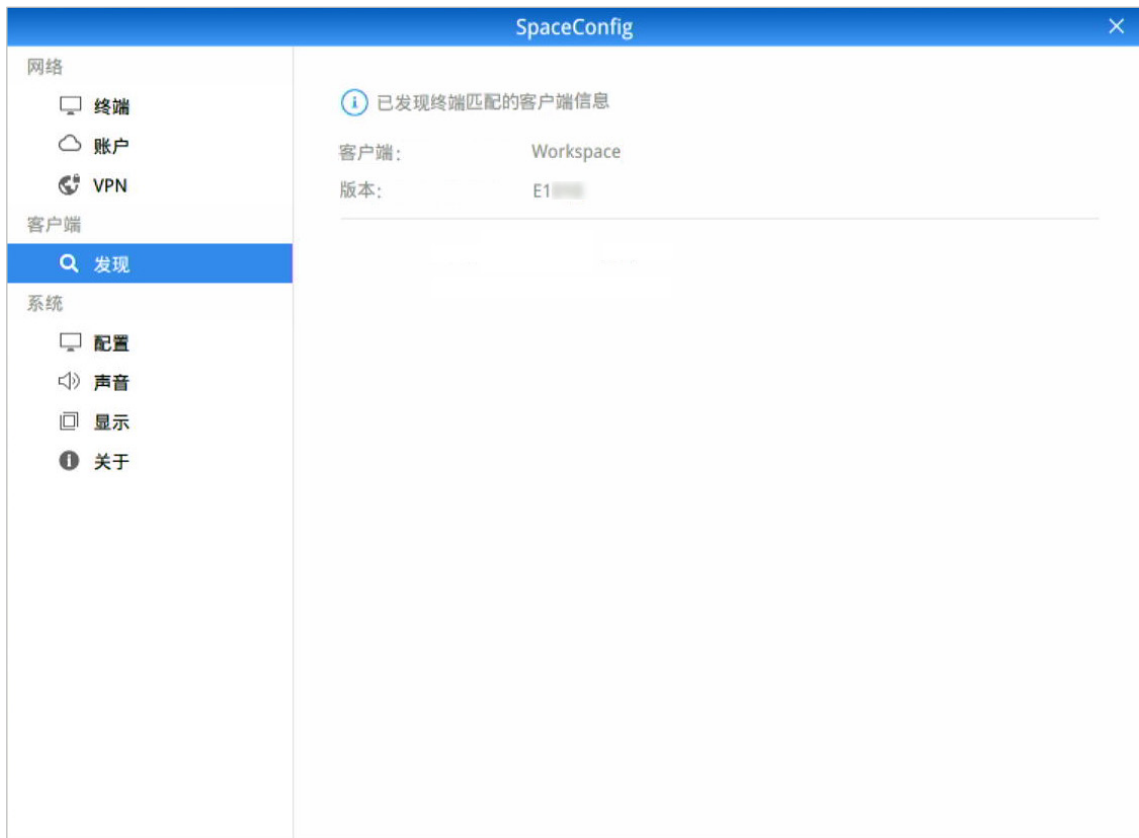 SpaceConfig
网络
终端
账户
VPN
客户端
发现
系统
配置
声音
显示
关于
已发现终端匹配的客户端信息
客户端: Workspace
版本: E1